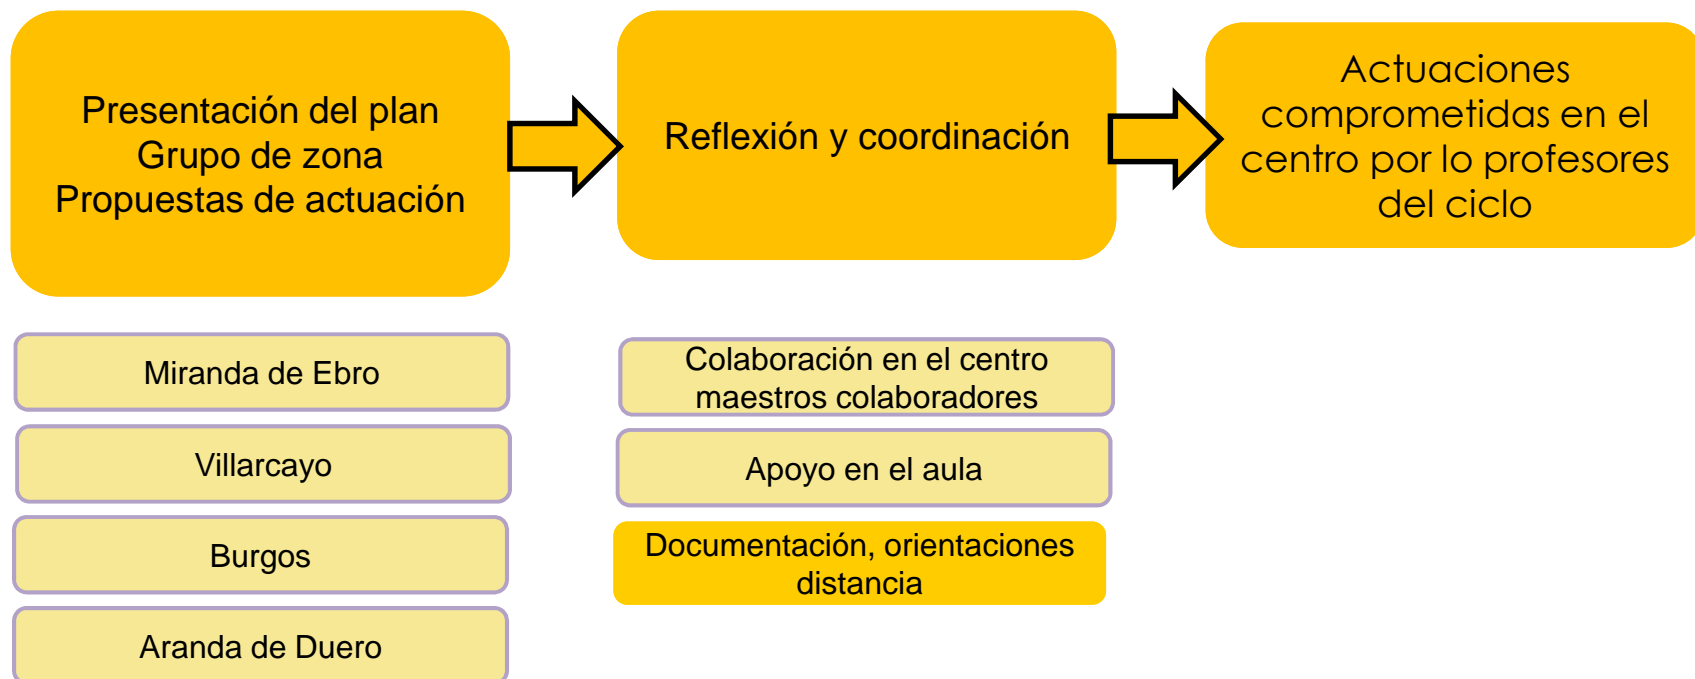 Presentación del plan
Grupo de zona
Propuestas de actuación
Reflexión y coordinación
Actuaciones
comprometidas en el
centro por lo profesores
del ciclo
Miranda de Ebro
Villarcayo
Burgos
Aranda de Duero
Colaboración en el centro
maestros colaboradores
Apoyo en el aula
Documentación, orientaciones
distancia